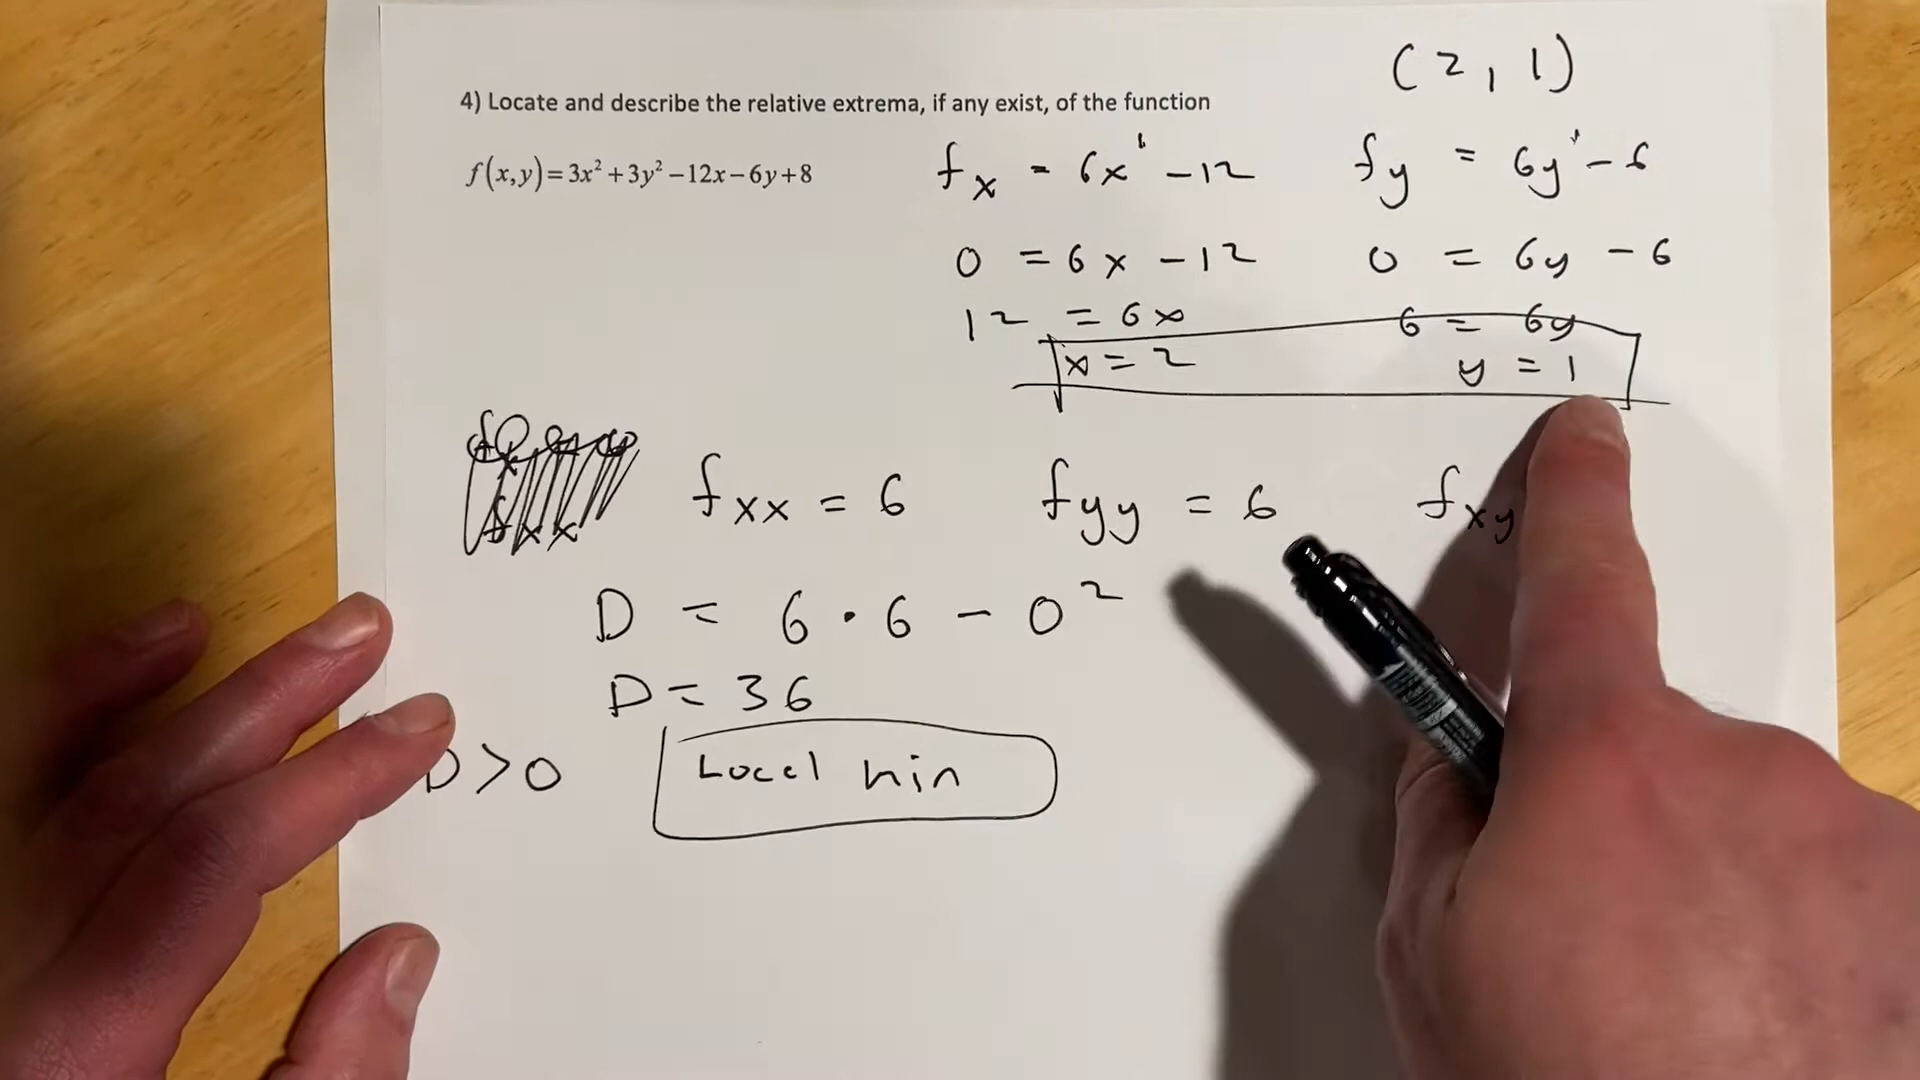 (2, 1)
4) Locate and describe the relative extrema, if any exist, of the function
f(x,y)=3x²+3y²−12x−6y+8
fx = 6x¹ −12
fy = 6y¹ − 6
0 = 6x −12
0 = 6y − 6
12 = 6x
6 = 6y
x = 2
y = 1
fxx = 6
fyy = 6
fxy
D = 6 · 6 − 0²
D = 36
D > 0
Local min